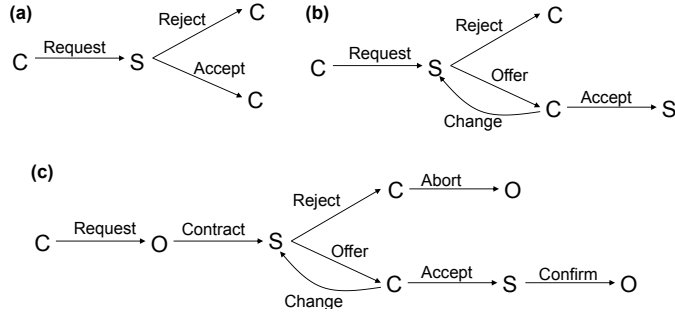 (a)
C Request S Reject C
Accept C
(b)
C Request S Reject C
Offer C Accept S
Change
(c)
C Request O Contract S Reject C Abort O
Offer C Accept S Confirm O
Change